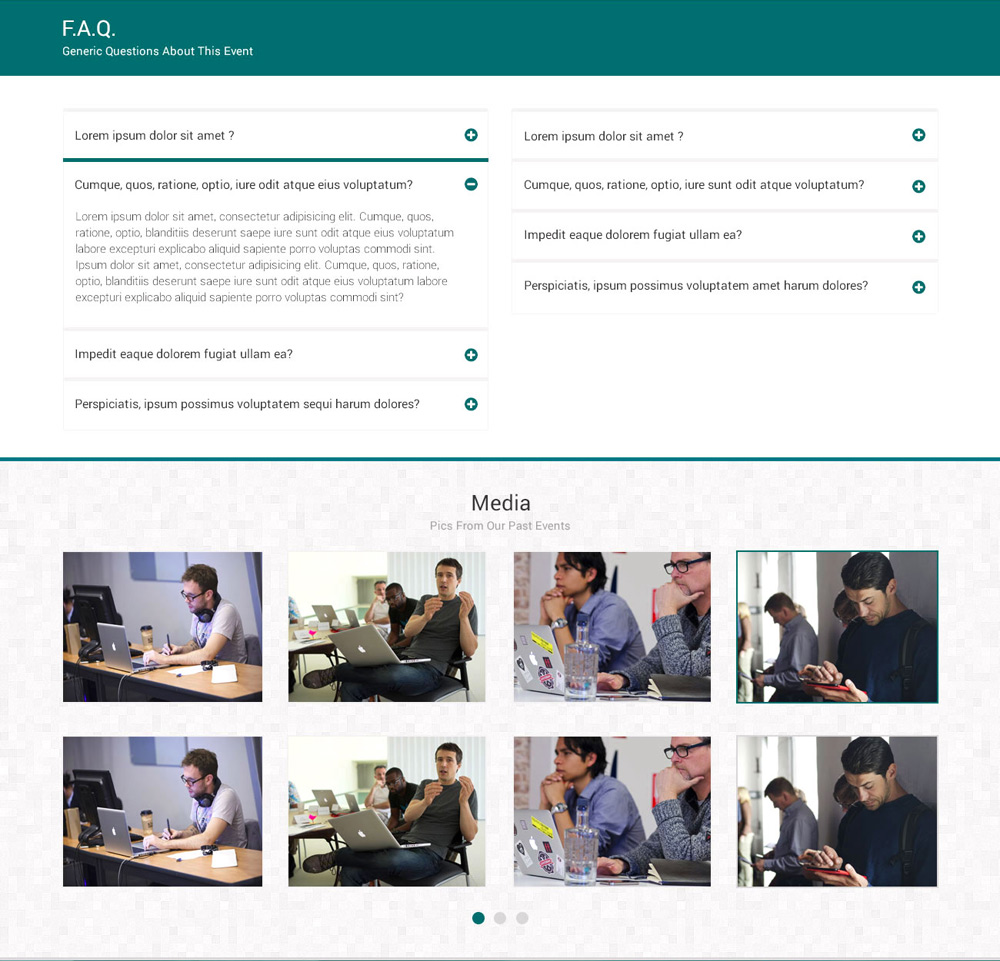 F.A.Q.
Generic Questions About This Event
Lorem ipsum dolor sit amet ?
Cumque, quos, ratione, optio, iure odit atque eius voluptatum?
Lorem ipsum dolor sit amet, consectetur adipisicing elit. Cumque, quos,
ratione, optio, blanditiis deserunt saepe iure sunt odit atque eius voluptatum
labore excepturi explicabo aliquid sapiente porro voluptas commodi sint.
Ipsum dolor sit amet, consectetur adipisicing elit. Cumque, quos, ratione,
optio, blanditiis deserunt saepe iure sunt odit atque eius voluptatum labore
excepturi explicabo aliquid sapiente porro voluptas commodi sint?
Impedit eaque dolorem fugiat ullam ea?
Perspiciatis, ipsum possimus voluptatem sequi harum dolores?
Lorem ipsum dolor sit amet ?
Cumque, quos, ratione, optio, iure sunt odit atque voluptatum?
Impedit eaque dolorem fugiat ullam ea?
Perspiciatis, ipsum possimus voluptatem amet harum dolores?
Media
Pics From Our Past Events